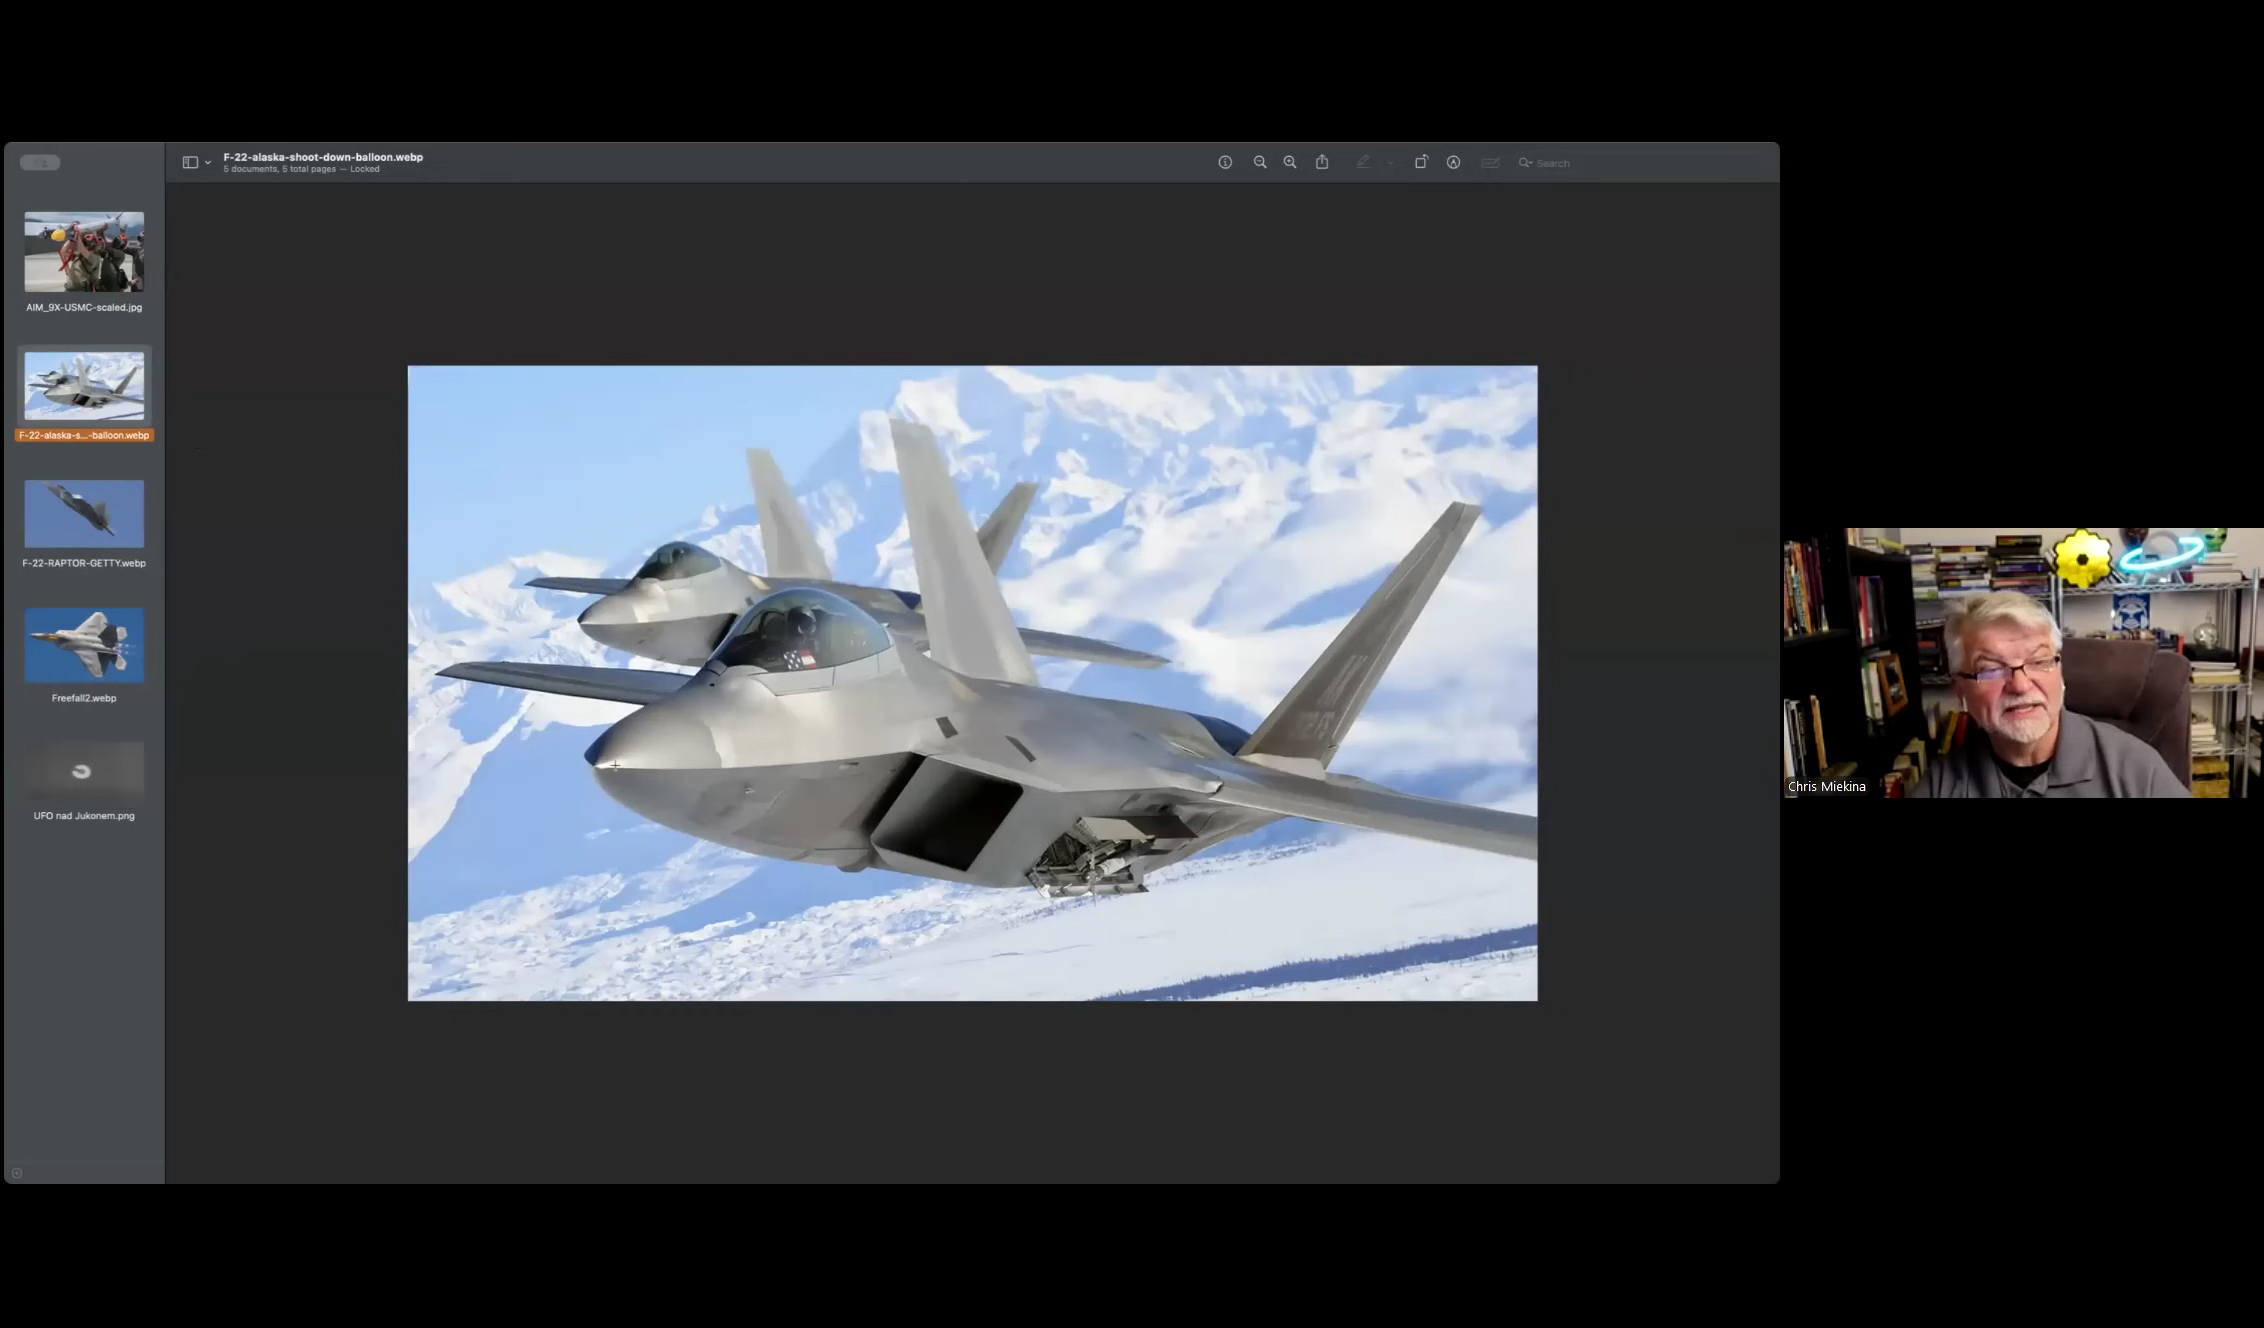 F-22-alaska-shoot-down-balloon.webp
5 documents, 5 total pages — Locked
Search
AIM_9X-USMC-scaled.jpg
F-22-alaska-s...-balloon.webp
F-22-RAPTOR-GETTY.webp
Freefall2.webp
UFO nad Jukonem.png
Chris Miekina